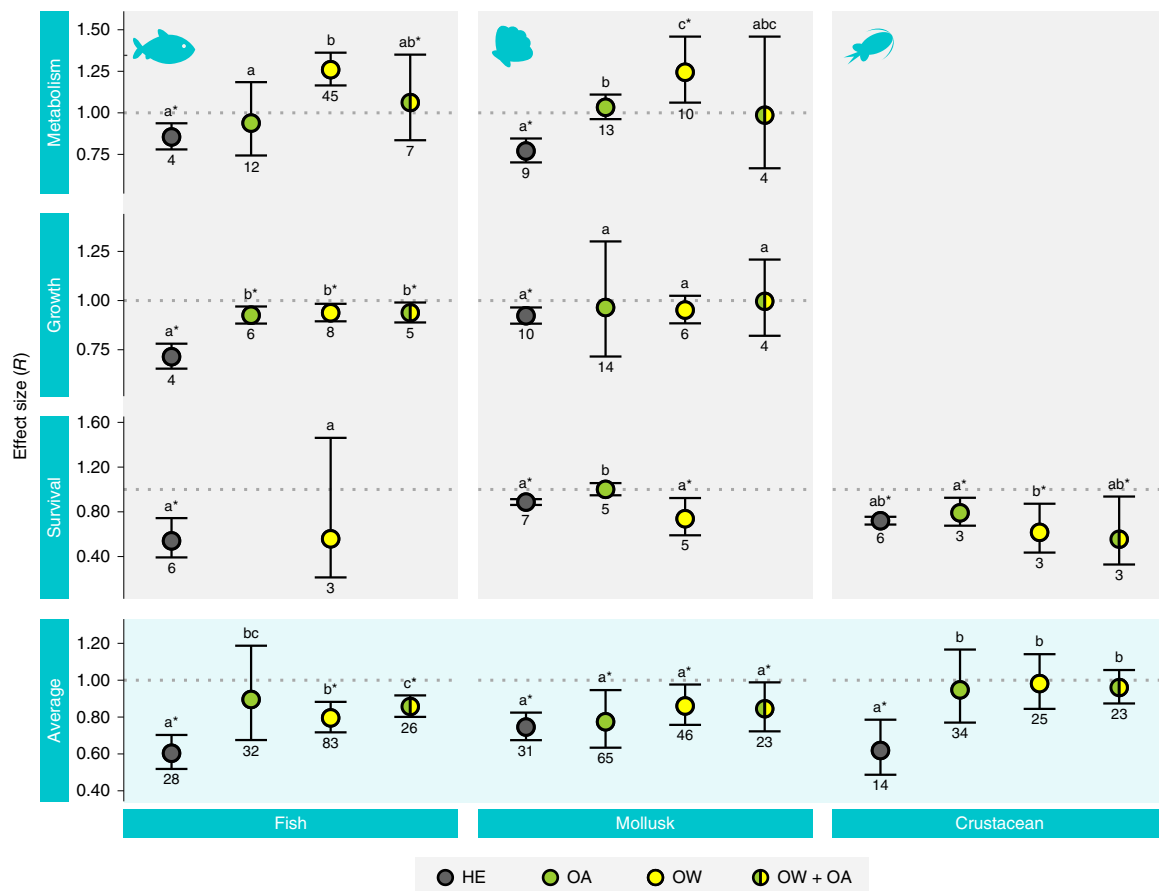 Effect size (R)
Metabolism
1.50
1.25
1.00
0.75
a*
4
a
12
b
45
ab*
7
a*
9
b
13
c*
10
abc
4
Growth
1.25
1.00
0.75
a*
4
b*
6
b*
8
b*
5
a*
10
a
14
a
6
a
4
Survival
1.60
1.20
0.80
0.40
a*
6
a
3
a*
7
b
5
a*
5
ab*
6
a*
3
b*
3
ab*
3
Average
1.20
1.00
0.80
0.60
0.40
a*
28
bc
32
b*
83
c*
26
a*
31
a*
65
a*
46
a*
23
a*
14
b
34
b
25
b
23
Fish
Mollusk
Crustacean
HE
OA
OW
OW + OA